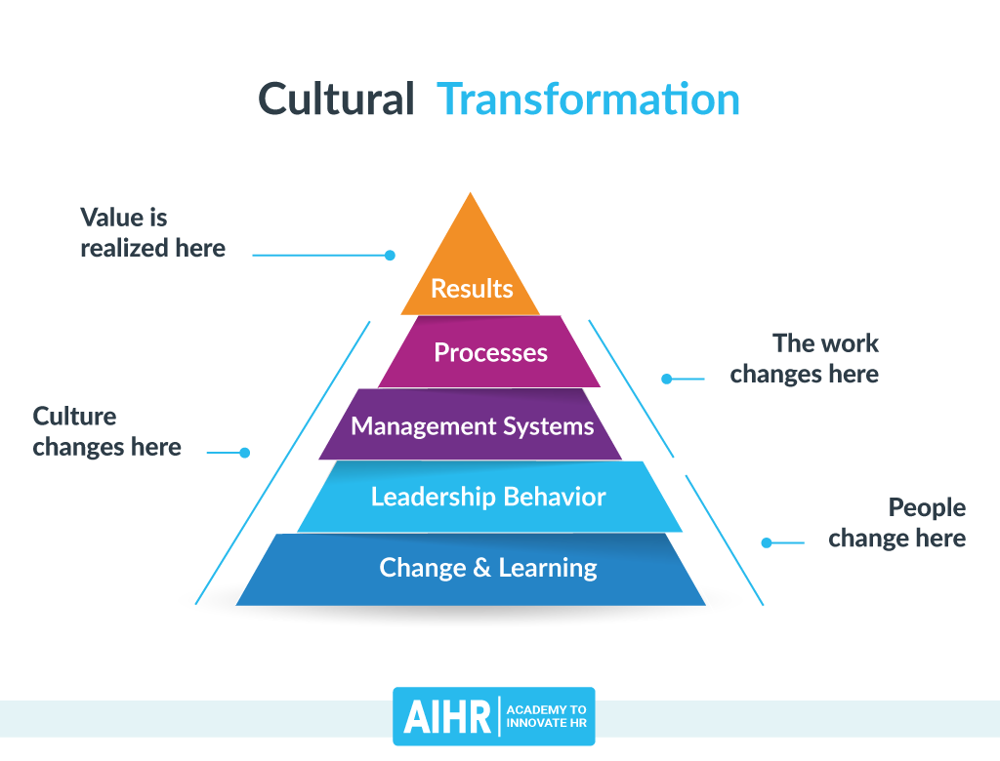 Cultural Transformation
Value is
realized here
Results
Processes
The work
changes here
Management Systems
Culture
changes here
Leadership Behavior
People
change here
Change & Learning
AIHR
ACADEMY TO
INNOVATE HR